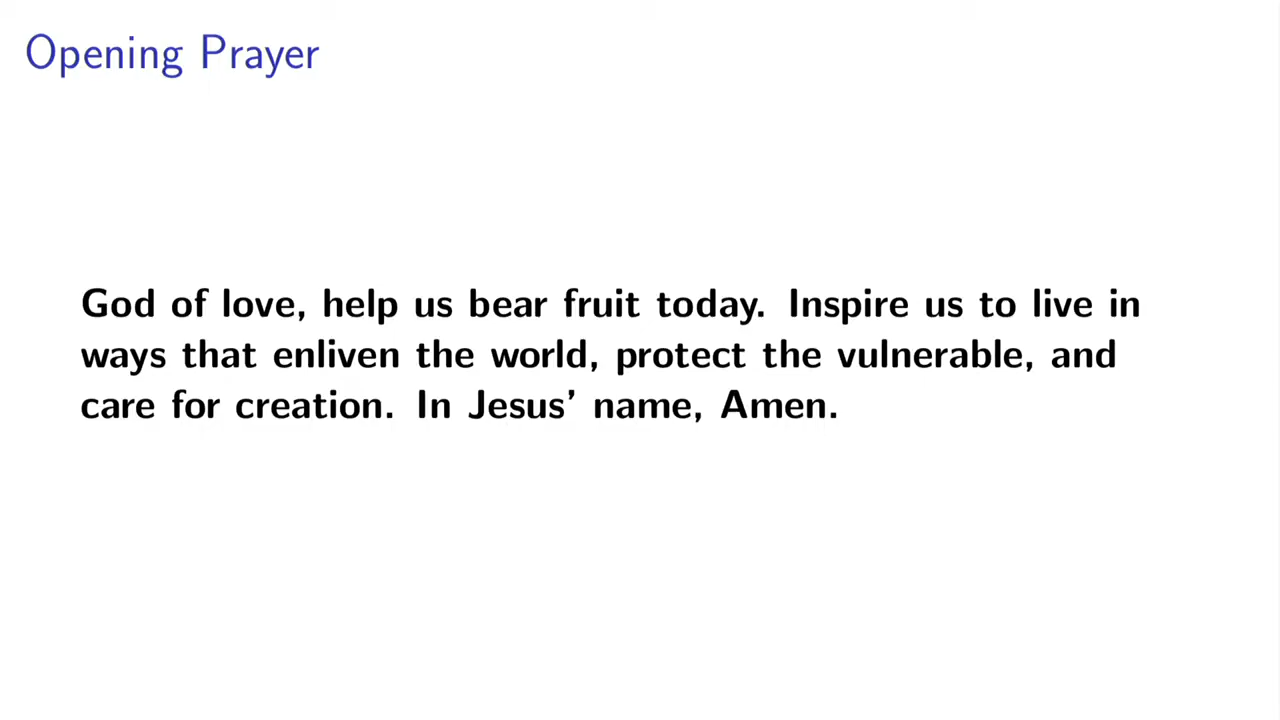 Opening Prayer
God of love, help us bear fruit today. Inspire us to live in
ways that enliven the world, protect the vulnerable, and
care for creation. In Jesus’ name, Amen.